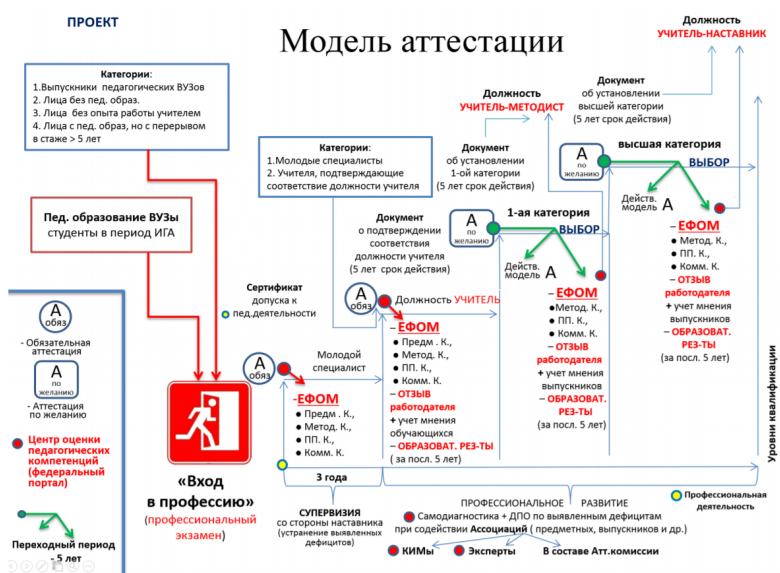 ПРОЕКТ
Модель аттестации
Должность
УЧИТЕЛЬ-НАСТАВНИК
Категории:
1.Выпускники педагогических ВУЗов
2. Лица без пед. образ.
3. Лица без опыта работы учителем
4. Лица с пед. образ, но с перерывом
в стаже > 5 лет
Пед. образование ВУЗы
студенты в период ИГА
Категории:
1.Молодые специалисты
2. Учителя, подтверждающие
соответствие должности учителя
Должность
УЧИТЕЛЬ-МЕТОДИСТ
Документ
об установлении
высшей категории
(5 лет срок действия)
Документ
об установлении
1-ой категории
(5 лет срок действия)
высшая категория
А
по
желанию
ВЫБОР
Действ.
модель А
– ЕФОМ
● Метод. К.,
● ПП. К.,
● Комм. К.
– ОТЗЫВ
работодателя
+ учет мнения
выпускников
– ОБРАЗОВАТ.
РЕЗ-ТЫ
(за посл. 5 лет)
Документ
о подтверждении
соответствия
должности учителя
(5 лет срок действия)
1-ая категория
А
по
желанию
ВЫБОР
Действ.
модель А
– ЕФОМ
●Метод. К.,
● ПП. К.,
● Комм. К.
– ОТЗЫВ
работодателя
+ учет мнения
выпускников
– ОБРАЗОВАТ.
РЕЗ-ТЫ
(за посл. 5 лет)
Сертификат
допуска к
пед.деятельности
А
обяз
Должность УЧИТЕЛЬ
– ЕФОМ
● Предм . К.,
● Метод. К.,
● ПП. К.,
● Комм. К.
– ОТЗЫВ
работодателя
+ учет мнения
обучающихся
– ОБРАЗОВАТ. РЕЗ-ТЫ
( за посл. 5 лет)
Молодой
специалист
А
обяз
-ЕФОМ
● Предм . К.,
● Метод. К.,
● ПП. К.,
● Комм. К.
А
обяз
- Обязательная
аттестация
А
по
желанию
- Аттестация
по желанию
Центр оценки
педагогических
компетенций
(федеральный
портал)
Переходный период
- 5 лет
«Вход
в профессию»
(профессиональный
экзамен)
3 года
СУПЕРВИЗИЯ
со стороны наставника
(устранение выявленных
дефицитов)
ПРОФЕССИОНАЛЬНОЕ РАЗВИТИЕ
Самодиагностика + ДПО по выявленным дефицитам
при содействии Ассоциаций ( предметных, выпускников и др.)
КИМы
Эксперты
В составе Атт.комиссии
Профессиональная
деятельность
Уровни квалификации